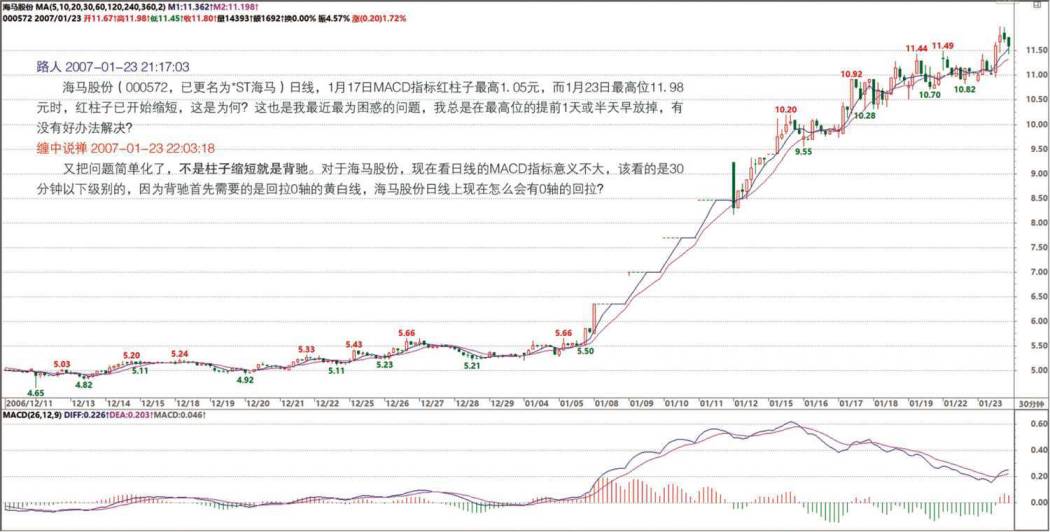 海马股份 MA(5,10,20,30,60,120,240,360,2) M1:11.362↑M2:11.198↑
000572 2007/01/23 开11.67↑高11.98↑低11.45↑收11.80↑量14393↑额1692↑换0.00% 振4.57% 涨(0.20)1.72%
路人 2007-01-23 21:17:03
海马股份（000572，已更名为*ST海马）日线，1月17日MACD指标红柱子最高1.05元，而1月23日最高位11.98
元时，红柱子已开始缩短，这是为何？这也是我最近最为困惑的问题，我总是在最高位的提前1天或半天早放掉，有
没有好办法解决？
缠中说禅 2007-01-23 22:03:18
又把问题简单化了，不是柱子缩短就是背驰。对于海马股份，现在看日线的MACD指标意义不大，该看的是30
分钟以下级别的，因为背驰首先需要的是回拉0轴的黄白线，海马股份日线上现在怎么会有0轴的回拉？
11.44 11.49
11.50
11.00
10.92
10.70 10.82
10.50
10.20 10.28
10.00
9.55
9.50
9.00
8.50
8.00
7.50
7.00
6.50
6.00
5.66 5.66
5.50
5.50
5.03 5.20 5.24 5.33 5.43
5.11 5.11 5.23 5.21
5.00
4.65 4.82 4.92
2006/12/11 12/13 12/14 12/15 12/18 12/19 12/20 12/21 12/22 12/25 12/26 12/27 12/28 12/29 01/04 01/05 01/08 01/09 01/10 01/11 01/12 01/15 01/16 01/17 01/18 01/19 01/22 01/23 30分钟
MACD(26,12,9) DIFF:0.226↑DEA:0.203↑MACD:0.046↑
0.60
0.40
0.20
0.00